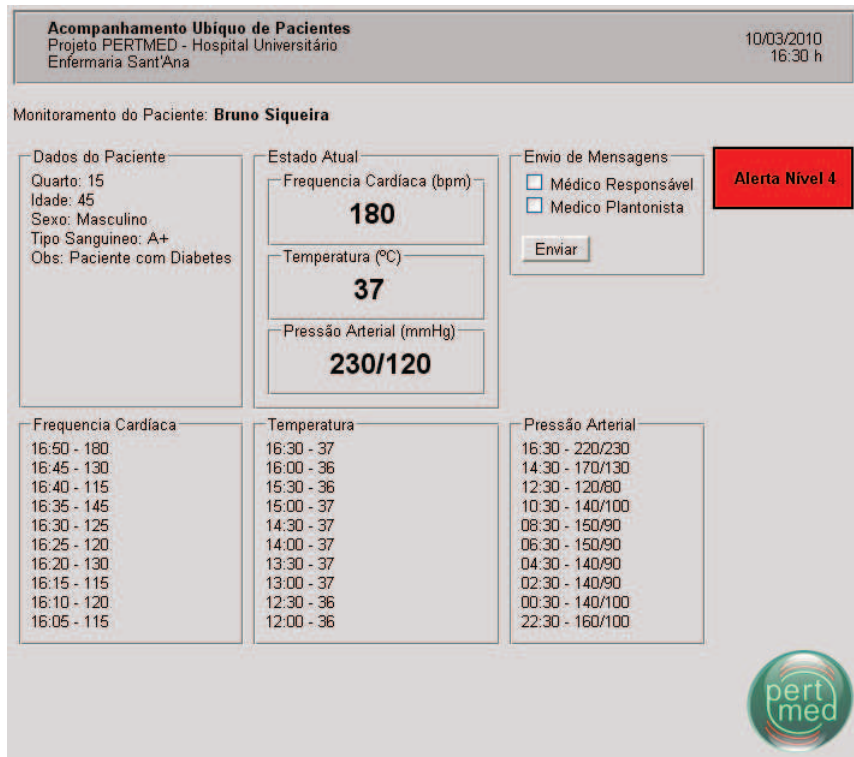 Acompanhamento Ubíquo de Pacientes
Projeto PERTMED - Hospital Universitário
Enfermaria Sant'Ana
10/03/2010
16:30 h
Monitoramento do Paciente: Bruno Siqueira
Dados do Paciente
Quarto: 15
Idade: 45
Sexo: Masculino
Tipo Sanguineo: A+
Obs: Paciente com Diabetes
Estado Atual
Frequencia Cardíaca (bpm)
180
Temperatura (ºC)
37
Pressão Arterial (mmHg)
230/120
Envio de Mensagens
Médico Responsável
Medico Plantonista
Enviar
Alerta Nível 4
Frequencia Cardíaca
16:50 - 180
16:45 - 130
16:40 - 115
16:35 - 145
16:30 - 125
16:25 - 120
16:20 - 130
16:15 - 115
16:10 - 120
16:05 - 115
Temperatura
16:30 - 37
16:00 - 36
15:30 - 36
15:00 - 37
14:30 - 37
14:00 - 37
13:30 - 37
13:00 - 37
12:30 - 36
12:00 - 36
Pressão Arterial
16:30 - 220/230
14:30 - 170/130
12:30 - 120/80
10:30 - 140/100
08:30 - 150/90
06:30 - 150/90
04:30 - 140/90
02:30 - 140/90
00:30 - 140/100
22:30 - 160/100
pert
med